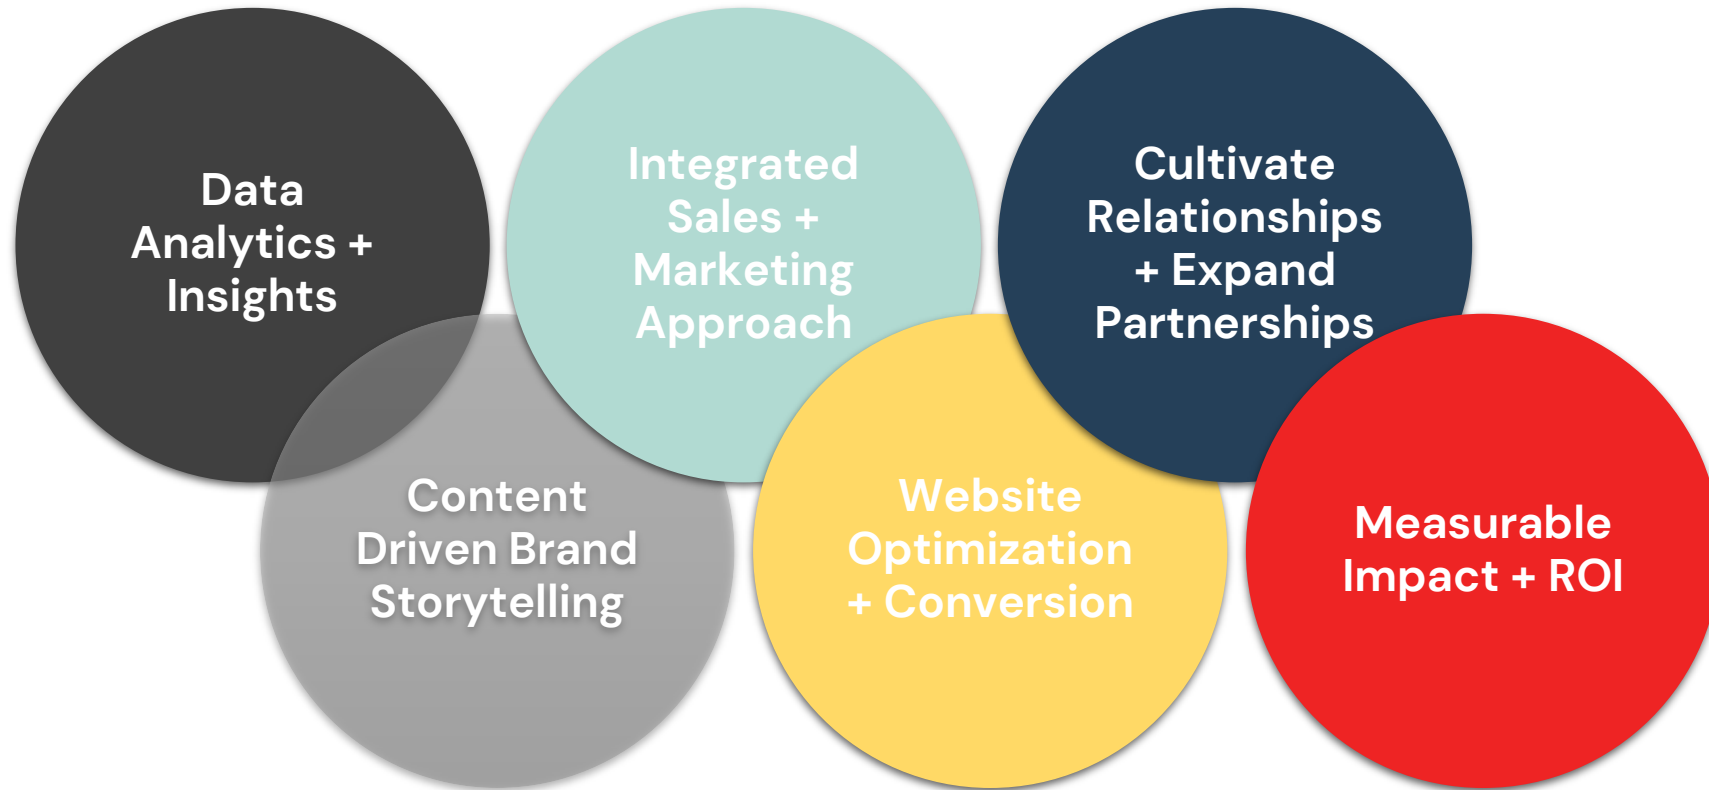 Data
Analytics +
Insights
Content
Driven Brand
Storytelling
Integrated
Sales +
Marketing
Approach
Website
Optimization
+ Conversion
Cultivate
Relationships
+ Expand
Partnerships
Measurable
Impact + ROI